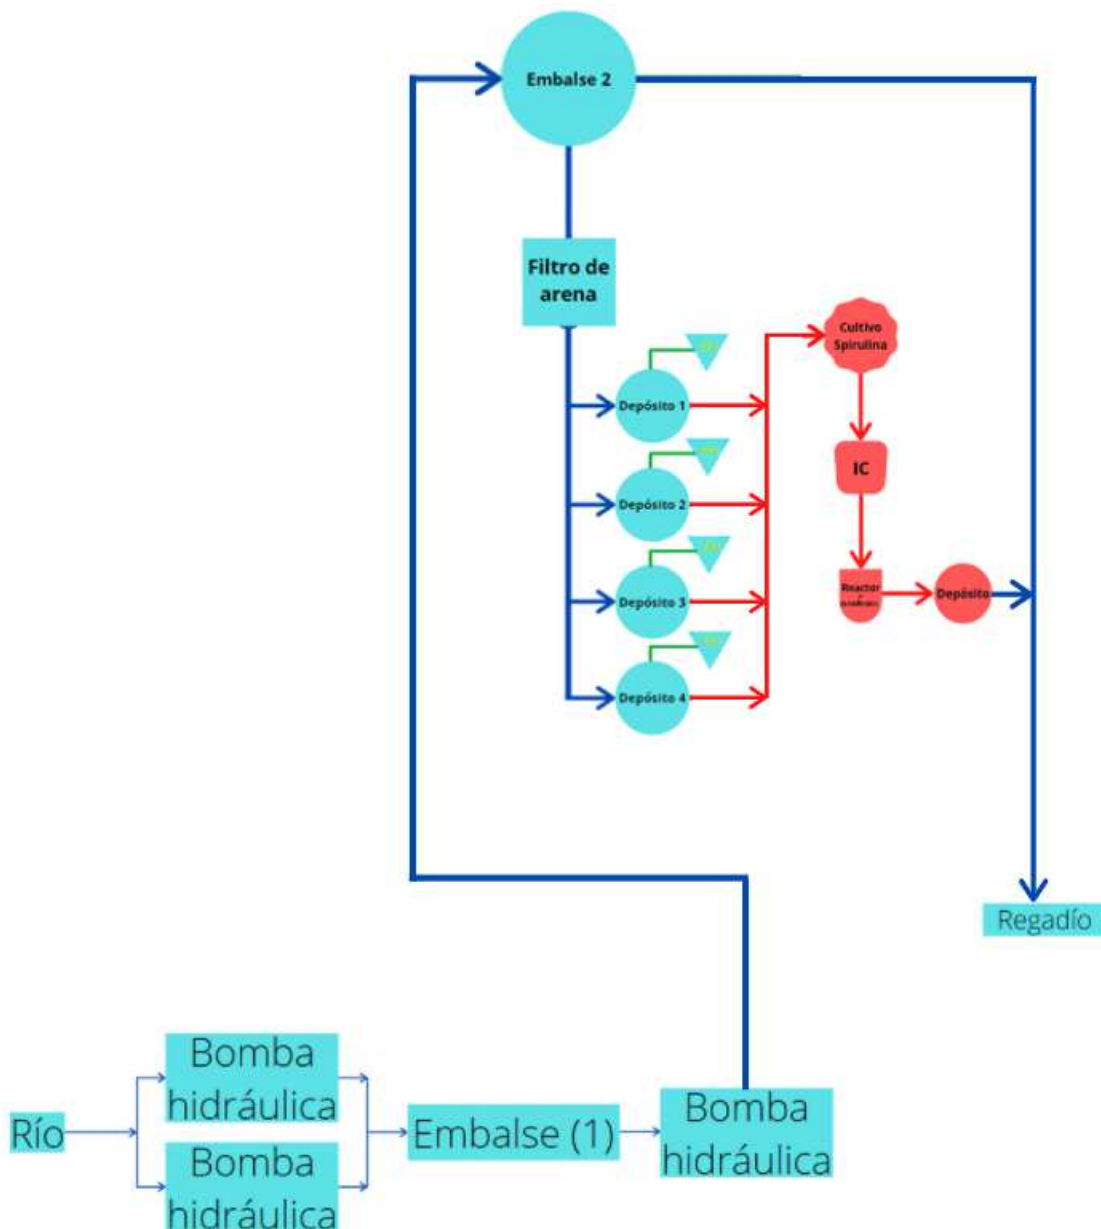 Embalse 2
Filtro de
arena
Cultivo
Spirulina
Depósito 1
IC
Depósito 2
Reactor
Depósito
Depósito 3
Depósito 4
Regadío
Bomba
hidráulica
Río
Embalse (1)
Bomba
hidráulica
Bomba
hidráulica